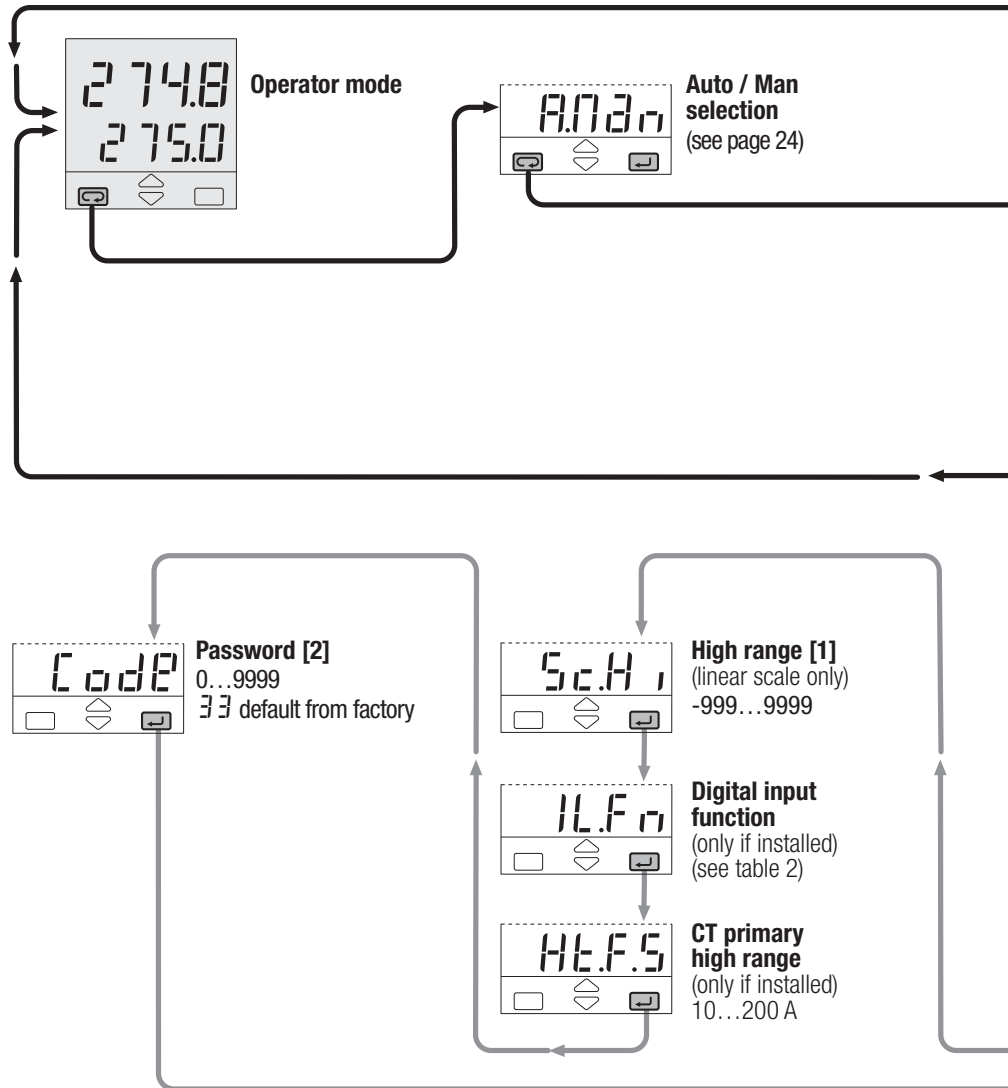 274.8
275.0
Operator mode
A.Man
Auto / Man
selection
(see page 24)
Code
Password [2]
0…9999
33 default from factory
Sc.Hi
High range [1]
(linear scale only)
-999…9999
IL.Fn
Digital input
function
(only if installed)
(see table 2)
Ht.F.S
CT primary
high range
(only if installed)
10…200 A